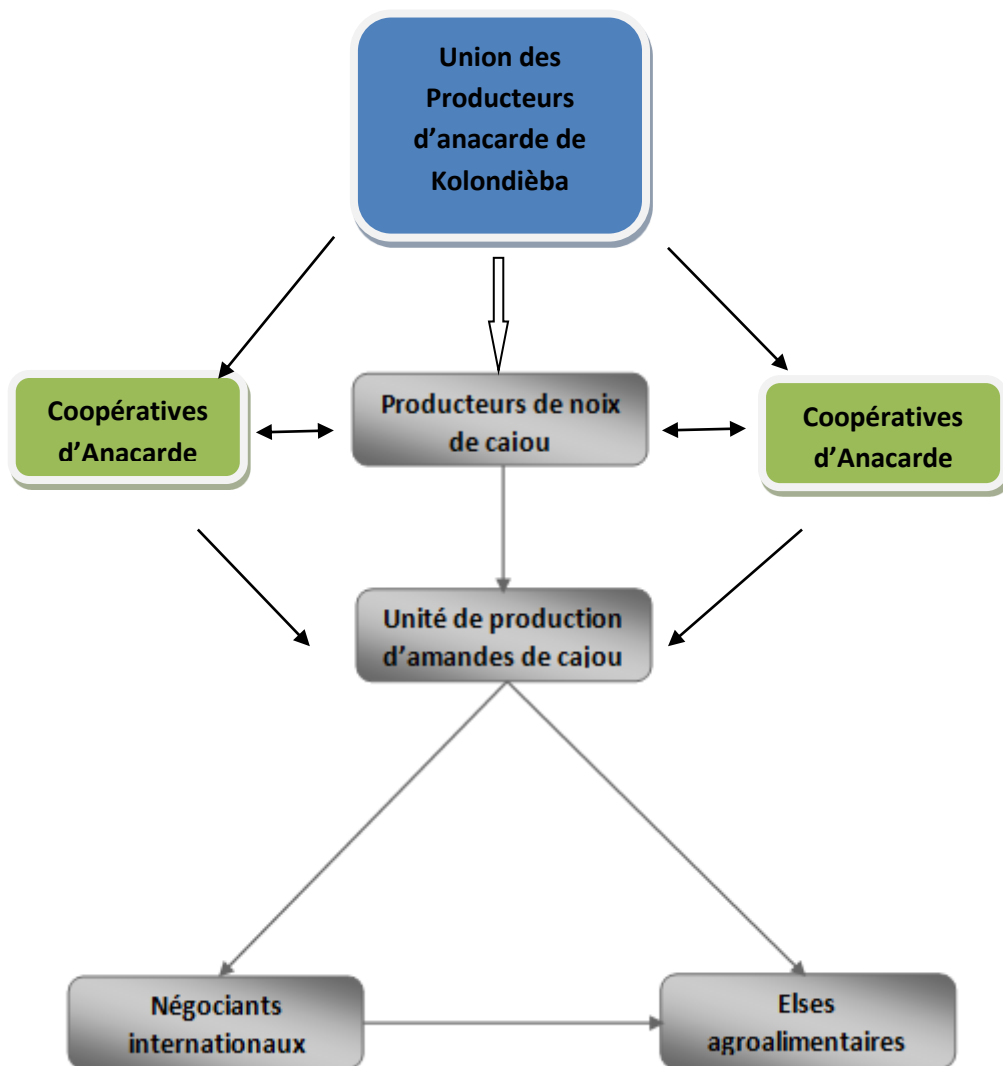 Union des
Producteurs
d’anacarde de
Kolondièba
Coopératives
d’Anacarde
Producteurs de noix
de caiou
Coopératives
d’Anacarde
Unité de production
d’amandes de cajou
Négociants
internationaux
Elses
agroalimentaires